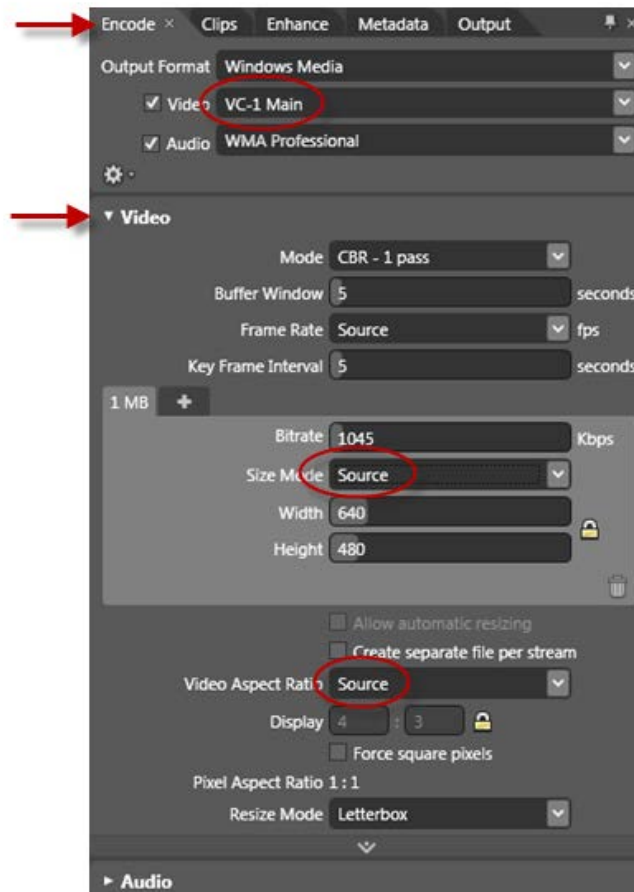 Encode × Clips Enhance Metadata Output ×
Output Format Windows Media
Video VC-1 Main
Audio WMA Professional
Video
Mode CBR - 1 pass
Buffer Window 5 seconds
Frame Rate Source fps
Key Frame Interval 5 seconds
1 MB +
Bitrate 1045 Kbps
Size Mode Source
Width 640
Height 480
Allow automatic resizing
Create separate file per stream
Video Aspect Ratio Source
Display 4 : 3
Force square pixels
Pixel Aspect Ratio 1 : 1
Resize Mode Letterbox
Audio